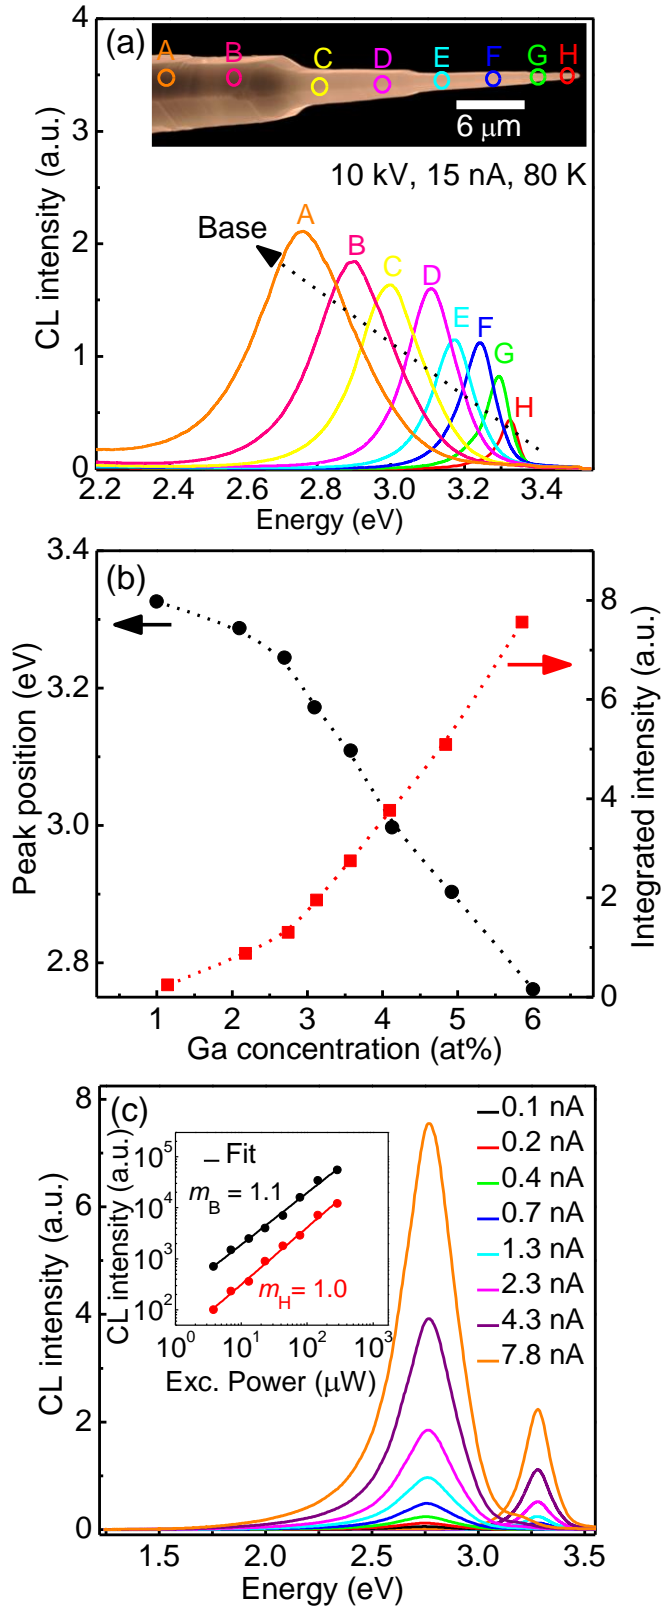 (a)
A B C D E F G H
6 μm
10 kV, 15 nA, 80 K
Base
A
B
C
D
E
F
G
H
CL intensity (a.u.)
4
3
2
1
0
2.2 2.4 2.6 2.8 3.0 3.2 3.4
Energy (eV)
(b)
Peak position (eV)
3.4
3.2
3.0
2.8
Integrated intensity (a.u.)
8
6
4
2
0
1 2 3 4 5 6
Ga concentration (at%)
(c)
CL intensity (a.u.)
8
6
4
2
0
CL intensity (a.u.)
10⁵
10⁴
10³
10²
Fit
m_B = 1.1
m_H = 1.0
10⁰ 10¹ 10² 10³
Exc. Power (μW)
0.1 nA
0.2 nA
0.4 nA
0.7 nA
1.3 nA
2.3 nA
4.3 nA
7.8 nA
1.5 2.0 2.5 3.0 3.5
Energy (eV)